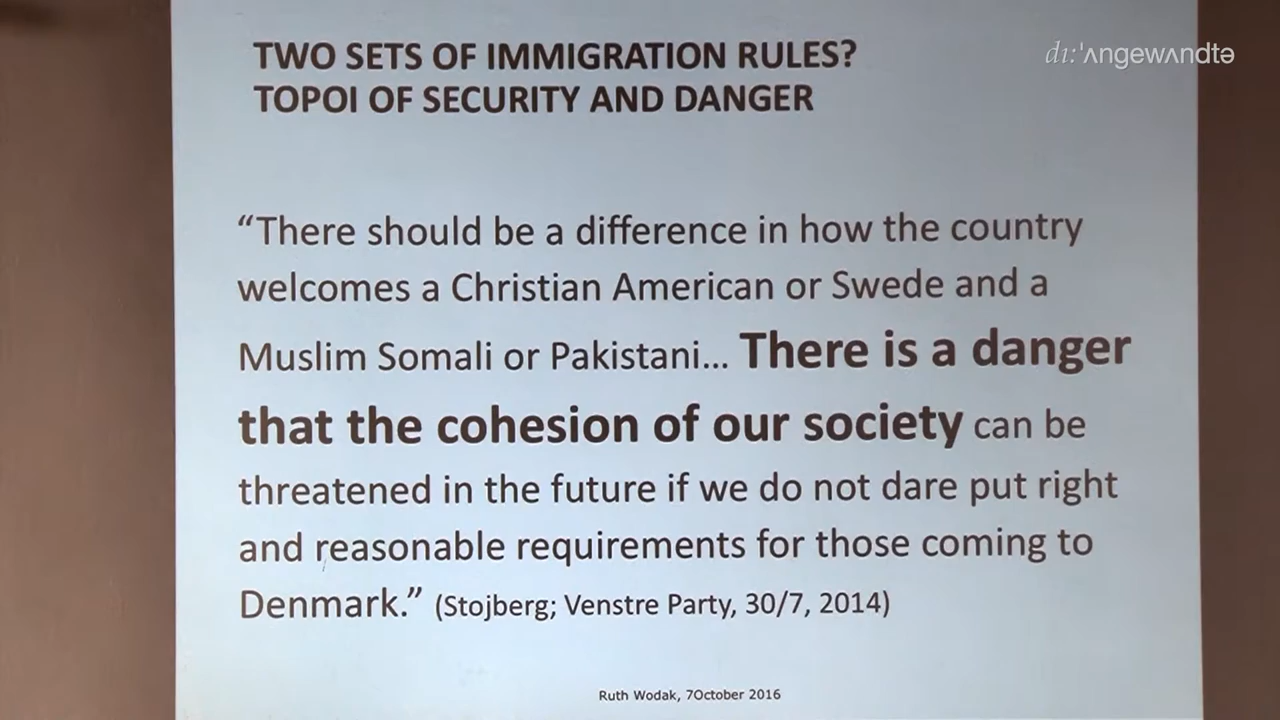 TWO SETS OF IMMIGRATION RULES?
TOPOI OF SECURITY AND DANGER
diːˈʌngewʌndtə
“There should be a difference in how the country
welcomes a Christian American or Swede and a
Muslim Somali or Pakistani... There is a danger
that the cohesion of our society can be
threatened in the future if we do not dare put right
and reasonable requirements for those coming to
Denmark.” (Stojberg; Venstre Party, 30/7, 2014)
Ruth Wodak, 7October 2016